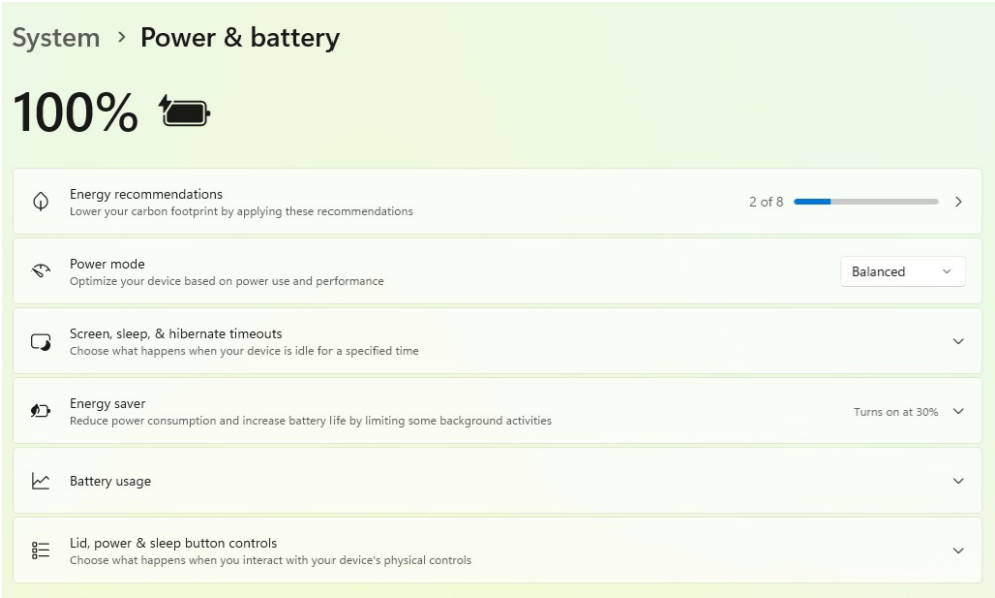 System > Power & battery
100%
Energy recommendations
Lower your carbon footprint by applying these recommendations
2 of 8
Power mode
Optimize your device based on power use and performance
Balanced
Screen, sleep, & hibernate timeouts
Choose what happens when your device is idle for a specified time
Energy saver
Reduce power consumption and increase battery life by limiting some background activities
Turns on at 30%
Battery usage
Lid, power & sleep button controls
Choose what happens when you interact with your device's physical controls